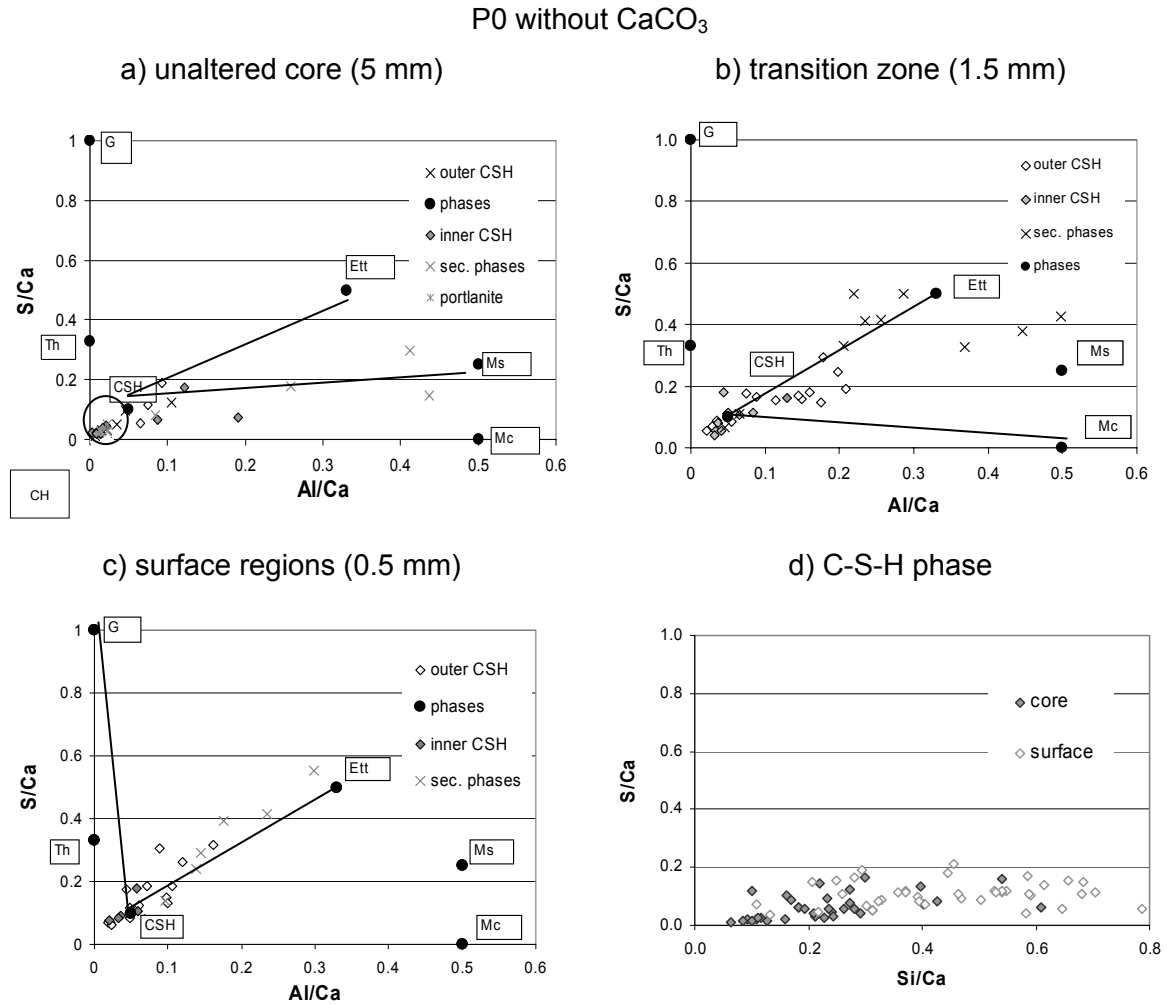 P0 without CaCO3
a) unaltered core (5 mm)
b) transition zone (1.5 mm)
G
1
0.8
0.6
0.4
0.2
0
S/Ca
outer CSH
phases
inner CSH
sec. phases
portlanite
Ett
Th
CSH
Ms
Mc
0 0.1 0.2 0.3 0.4 0.5 0.6
Al/Ca
CH
G
1.0
0.8
0.6
0.4
0.2
0.0
S/Ca
outer CSH
inner CSH
sec. phases
phases
Ett
Th
CSH
Ms
Mc
0.0 0.1 0.2 0.3 0.4 0.5 0.6
Al/Ca
c) surface regions (0.5 mm)
d) C-S-H phase
G
1
0.8
0.6
0.4
0.2
0
S/Ca
outer CSH
phases
inner CSH
sec. phases
Ett
Th
Ms
CSH
Mc
0 0.1 0.2 0.3 0.4 0.5 0.6
Al/Ca
1.0
0.8
0.6
0.4
0.2
0.0
S/Ca
core
surface
0.0 0.2 0.4 0.6 0.8
Si/Ca